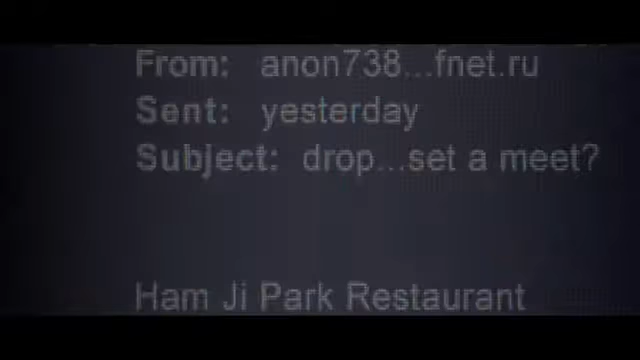 From: anon738...fnet.ru
Sent: yesterday
Subject: drop...set a meet?
Ham Ji Park Restaurant